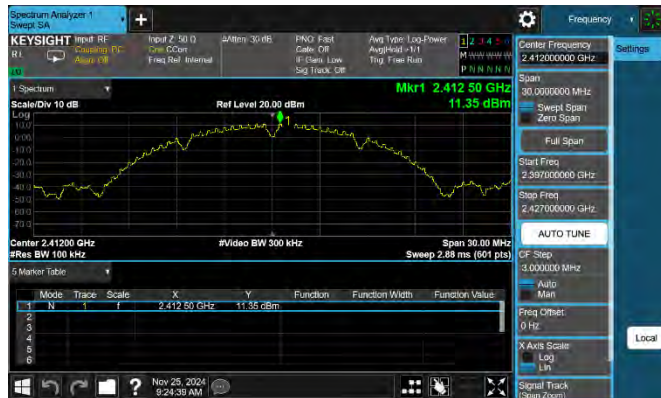 Spectrum Analyzer 1
Swept SA
Frequency
KEYSIGHT Input: RF
Input Z: 50 Ω
#Atten: 30 dB
PNO: Fast
Avg Type: Log-Power
1 2 3 4 5 6
Coupling: DC
CCorr
Gate: Off
Avg|Hold:>1/1
Align: Off
Freq Ref: Internal
IF Gain: Low
Trig: Free Run
Sig Track: Off
P N N N N N
1 Spectrum
Mkr1 2.412 50 GHz
Scale/Div 10 dB
Ref Level 20.00 dBm
11.35 dBm
Log
Center 2.41200 GHz
#Video BW 300 kHz
Span 30.00 MHz
#Res BW 100 kHz
Sweep 2.88 ms (601 pts)
5 Marker Table
Mode Trace Scale X Y Function Function Width Function Value
1 N 1 f 2.412 50 GHz 11.35 dBm
2
3
4
5
6
Nov 25, 2024
9:24:39 AM
Center Frequency
2.412000000 GHz
Settings
Span
30.0000000 MHz
Swept Span
Zero Span
Full Span
Start Freq
2.397000000 GHz
Stop Freq
2.427000000 GHz
AUTO TUNE
CF Step
3.000000 MHz
Auto
Man
Freq Offset
0 Hz
X Axis Scale
Log
Lin
Local
Signal Track
(Span Zoom)